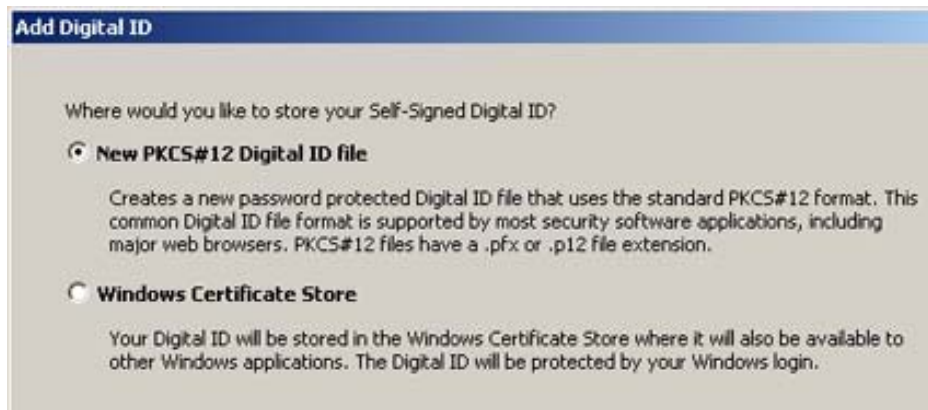 Add Digital ID
Where would you like to store your Self-Signed Digital ID?
New PKCS#12 Digital ID file
Creates a new password protected Digital ID file that uses the standard PKCS#12 format. This
common Digital ID file format is supported by most security software applications, including
major web browsers. PKCS#12 files have a .pfx or .p12 file extension.
Windows Certificate Store
Your Digital ID will be stored in the Windows Certificate Store where it will also be available to
other Windows applications. The Digital ID will be protected by your Windows login.